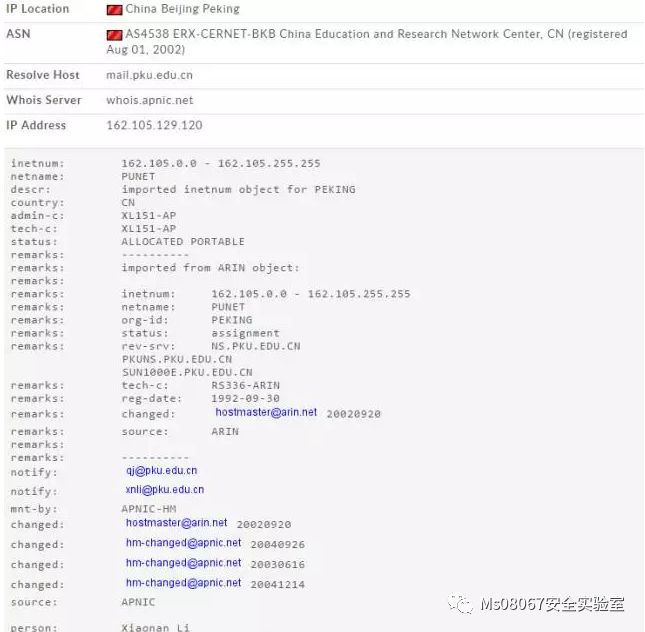 IP Location China Beijing Peking
ASN AS4538 ERX-CERNET-BKB China Education and Research Network Center, CN (registered
Aug 01, 2002)
Resolve Host mail.pku.edu.cn
Whois Server whois.apnic.net
IP Address 162.105.129.120
inetnum: 162.105.0.0 - 162.105.255.255
netname: PUNET
descr: imported inetnum object for PEKING
country: CN
admin-c: XL151-AP
tech-c: XL151-AP
status: ALLOCATED PORTABLE
remarks: ----------
remarks: imported from ARIN object:
remarks:
remarks: inetnum: 162.105.0.0 - 162.105.255.255
remarks: netname: PUNET
remarks: org-id: PEKING
remarks: status: assignment
remarks: rev-srv: NS.PKU.EDU.CN
PKUNS.PKU.EDU.CN
SUN1000E.PKU.EDU.CN
remarks: tech-c: RS336-ARIN
remarks: reg-date: 1992-09-30
remarks: changed: hostmaster@arin.net 20020920
remarks: source: ARIN
remarks:
remarks: ----------
notify: qj@pku.edu.cn
notify: xnli@pku.edu.cn
mnt-by: APNIC-HM
changed: hostmaster@arin.net 20020920
changed: hm-changed@apnic.net 20040926
changed: hm-changed@apnic.net 20030616
changed: hm-changed@apnic.net 20041214
source: APNIC
Ms08067安全实验室
person: Xiaonan Li